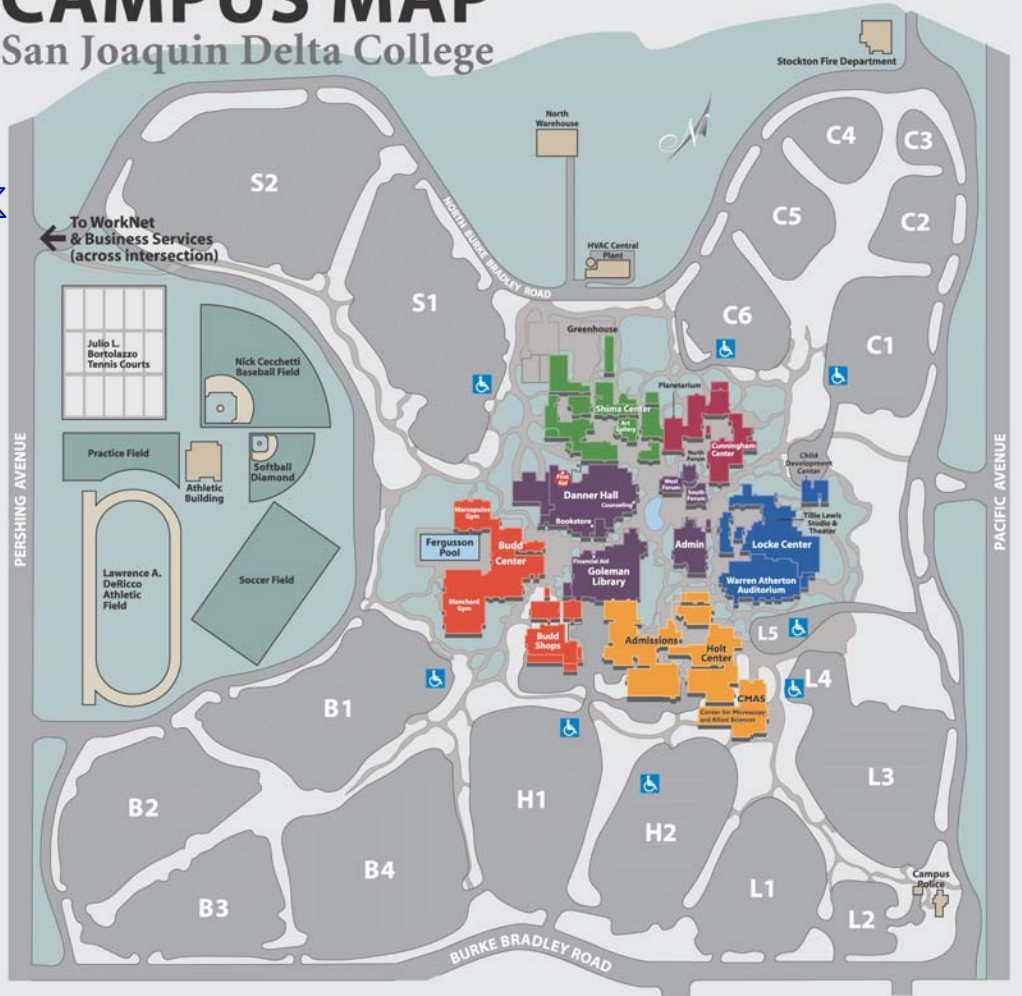 CAMPUS MAP
San Joaquin Delta College
Stockton Fire Department
North
Warehouse
N
C4
C3
S2
C5
C2
To WorkNet
& Business Services
(across intersection)
NORTH BURKE BRADLEY ROAD
HVAC Central
Plant
S1
C6
Greenhouse
C1
Julio L.
Bortolazzo
Tennis Courts
Nick Cecchetti
Baseball Field
Planetarium
Shima Center
Art
Gallery
Cunningham
Center
North
Forum
PERSHING AVENUE
PACIFIC AVENUE
Practice Field
Softball
Diamond
Athletic
Building
Child
Development
Center
First
Aid
Danner Hall
Counseling
Bookstore
West
Forum
South
Forum
Marcopulos
Gym
Tillie Lewis
Studio &
Theater
Fergusson
Pool
Budd
Center
Admin
Locke Center
Financial Aid
Goleman
Library
Warren Atherton
Auditorium
Lawrence A.
DeRicco
Athletic
Field
Soccer Field
Blanchard
Gym
Budd
Shops
Admissions
Holt
Center
L5
L4
CMAS
Center for Microscopy
and Allied Sciences
B1
B2
H1
L3
H2
B4
B3
L1
L2
Campus
Police
BURKE BRADLEY ROAD